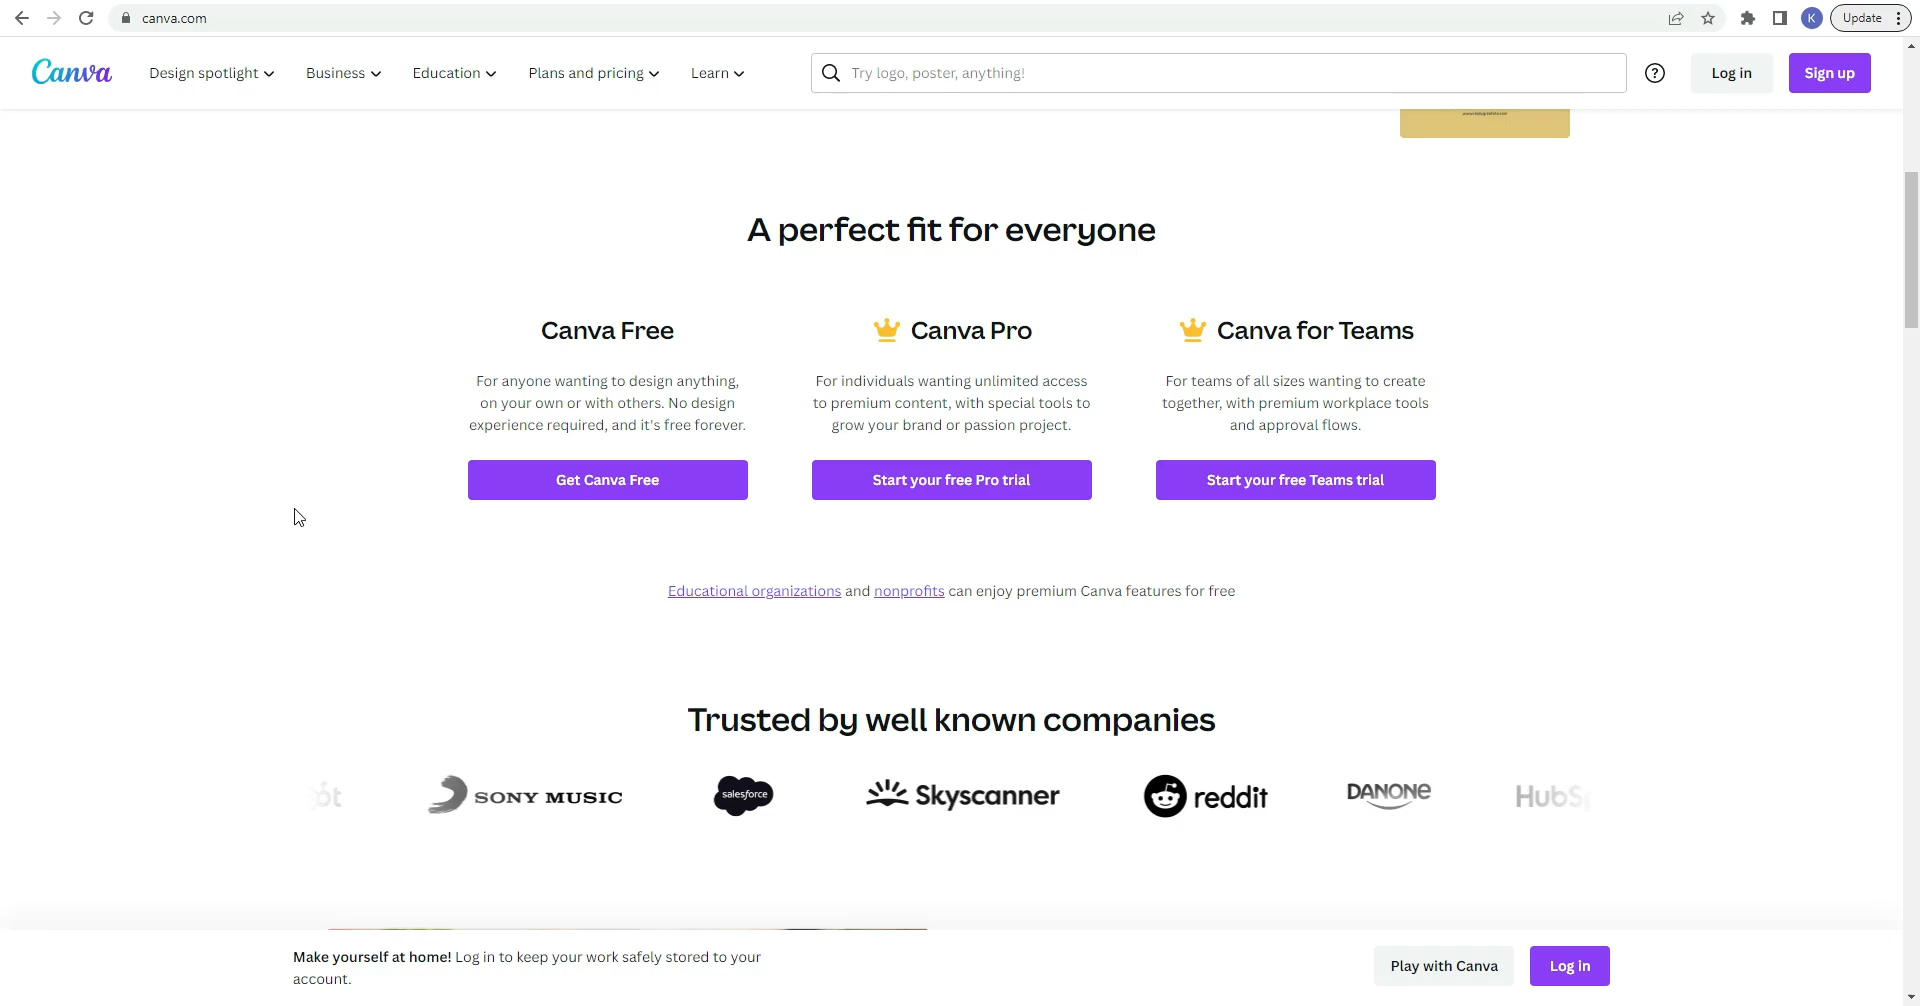 canva.com
K
Update
Canva
Design spotlight
Business
Education
Plans and pricing
Learn
Try logo, poster, anything!
?
Log in
Sign up
A perfect fit for everyone
Canva Free
For anyone wanting to design anything,
on your own or with others. No design
experience required, and it's free forever.
Get Canva Free
Canva Pro
For individuals wanting unlimited access
to premium content, with special tools to
grow your brand or passion project.
Start your free Pro trial
Canva for Teams
For teams of all sizes wanting to create
together, with premium workplace tools
and approval flows.
Start your free Teams trial
Educational organizations and nonprofits can enjoy premium Canva features for free
Trusted by well known companies
SONY MUSIC
salesforce
Skyscanner
reddit
DANONE
HubSp
Make yourself at home! Log in to keep your work safely stored to your
account.
Play with Canva
Log in